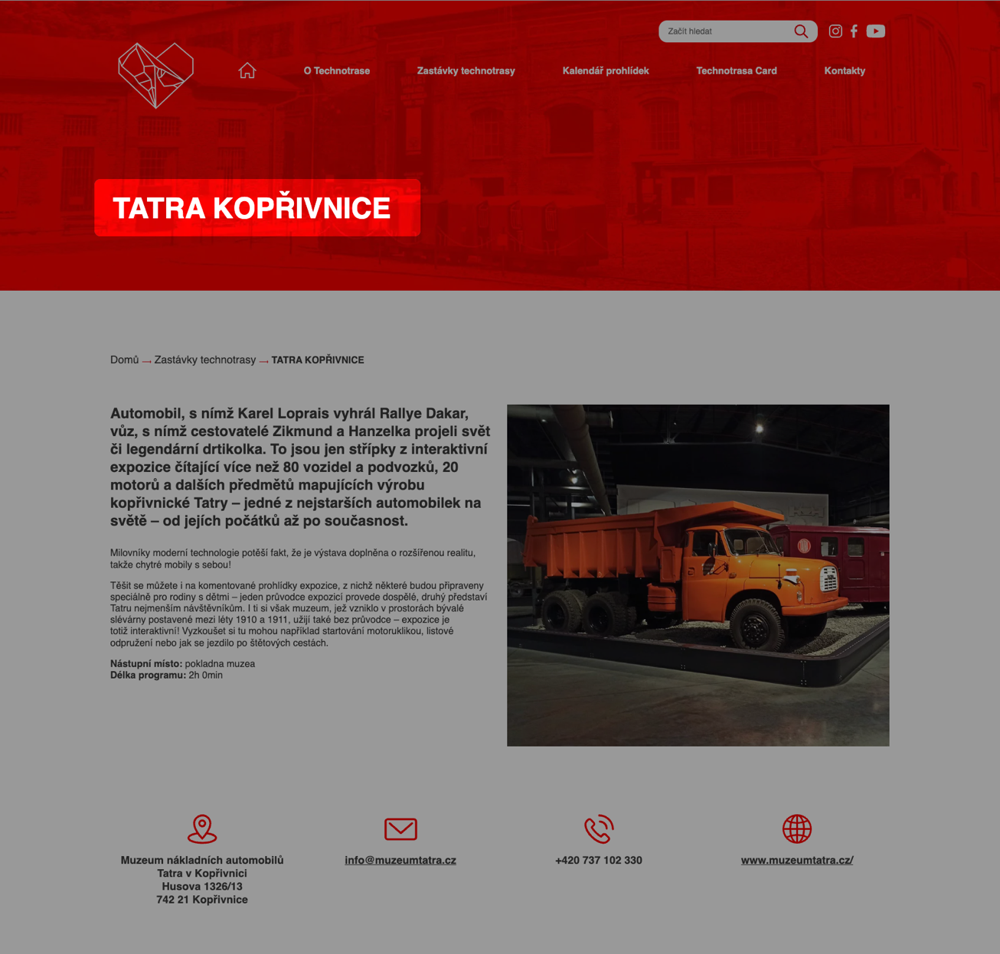 Začít hledat
O Technotrase
Zastávky technotrasy
Kalendář prohlídek
Technotrasa Card
Kontakty
TATRA KOPŘIVNICE
Domů → Zastávky technotrasy → TATRA KOPŘIVNICE
Automobil, s nímž Karel Loprais vyhrál Rallye Dakar,
vůz, s nímž cestovatelé Zikmund a Hanzelka projeli svět
či legendární drtikolka. To jsou jen střípky z interaktivní
expozice čítající více než 80 vozidel a podvozků, 20
motorů a dalších předmětů mapujících výrobu
kopřivnické Tatry – jedné z nejstarších automobilek na
světě – od jejích počátků až po současnost.
Milovníky moderní technologie potěší fakt, že je výstava doplněna o rozšířenou realitu,
takže chytré mobily s sebou!
Těšit se můžete i na komentované prohlídky expozice, z nichž některé budou připraveny
speciálně pro rodiny s dětmi – jeden průvodce expozicí provede dospělé, druhý představí
Tatru nejmenším návštěvníkům. I ti si však muzeum, jež vzniklo v prostorách bývalé
slévárny postavené mezi léty 1910 a 1911, užijí také bez průvodce – expozice je
totiž interaktivní! Vyzkoušet si tu mohou například startování motoruklikou, listové
odpružení nebo jak se jezdilo po štětových cestách.
Nástupní místo: pokladna muzea
Délka programu: 2h 0min
Muzeum nákladních automobilů
Tatra v Kopřivnici
Husova 1326/13
742 21 Kopřivnice
info@muzeumtatra.cz
+420 737 102 330
www.muzeumtatra.cz/